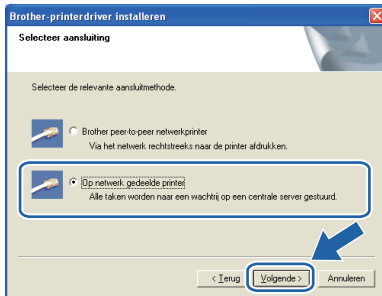 Brother-printerdriver installeren
Selecteer aansluiting
Selecteer de relevante aansluitmethode.
Brother peer-to-peer netwerkprinter
Via het netwerk rechtstreeks naar de printer afdrukken.
Op netwerk gedeelde printer
Alle taken worden naar een wachtrij op een centrale server gestuurd.
< Terug Volgende > Annuleren